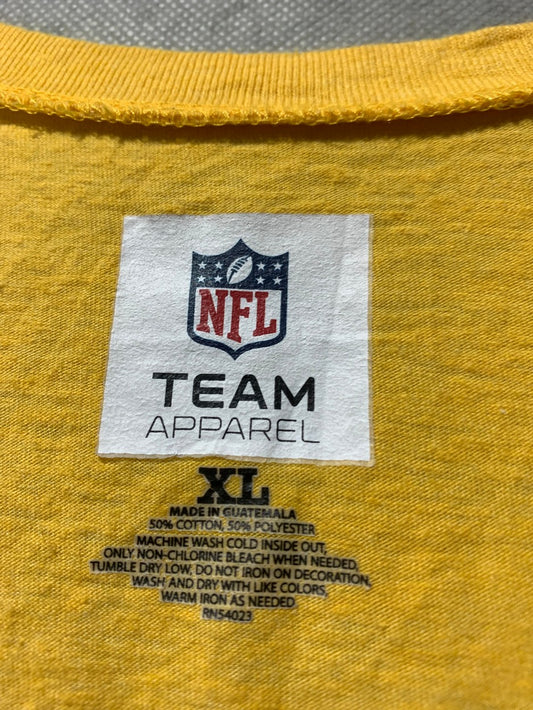 NFL
TEAM
APPAREL
XL
MADE IN GUATEMALA
50% COTTON, 50% POLYESTER
MACHINE WASH COLD INSIDE OUT,
ONLY NON-CHLORINE BLEACH WHEN NEEDED,
TUMBLE DRY LOW, DO NOT IRON ON DECORATION,
WASH AND DRY WITH LIKE COLORS,
WARM IRON AS NEEDED
RN54023